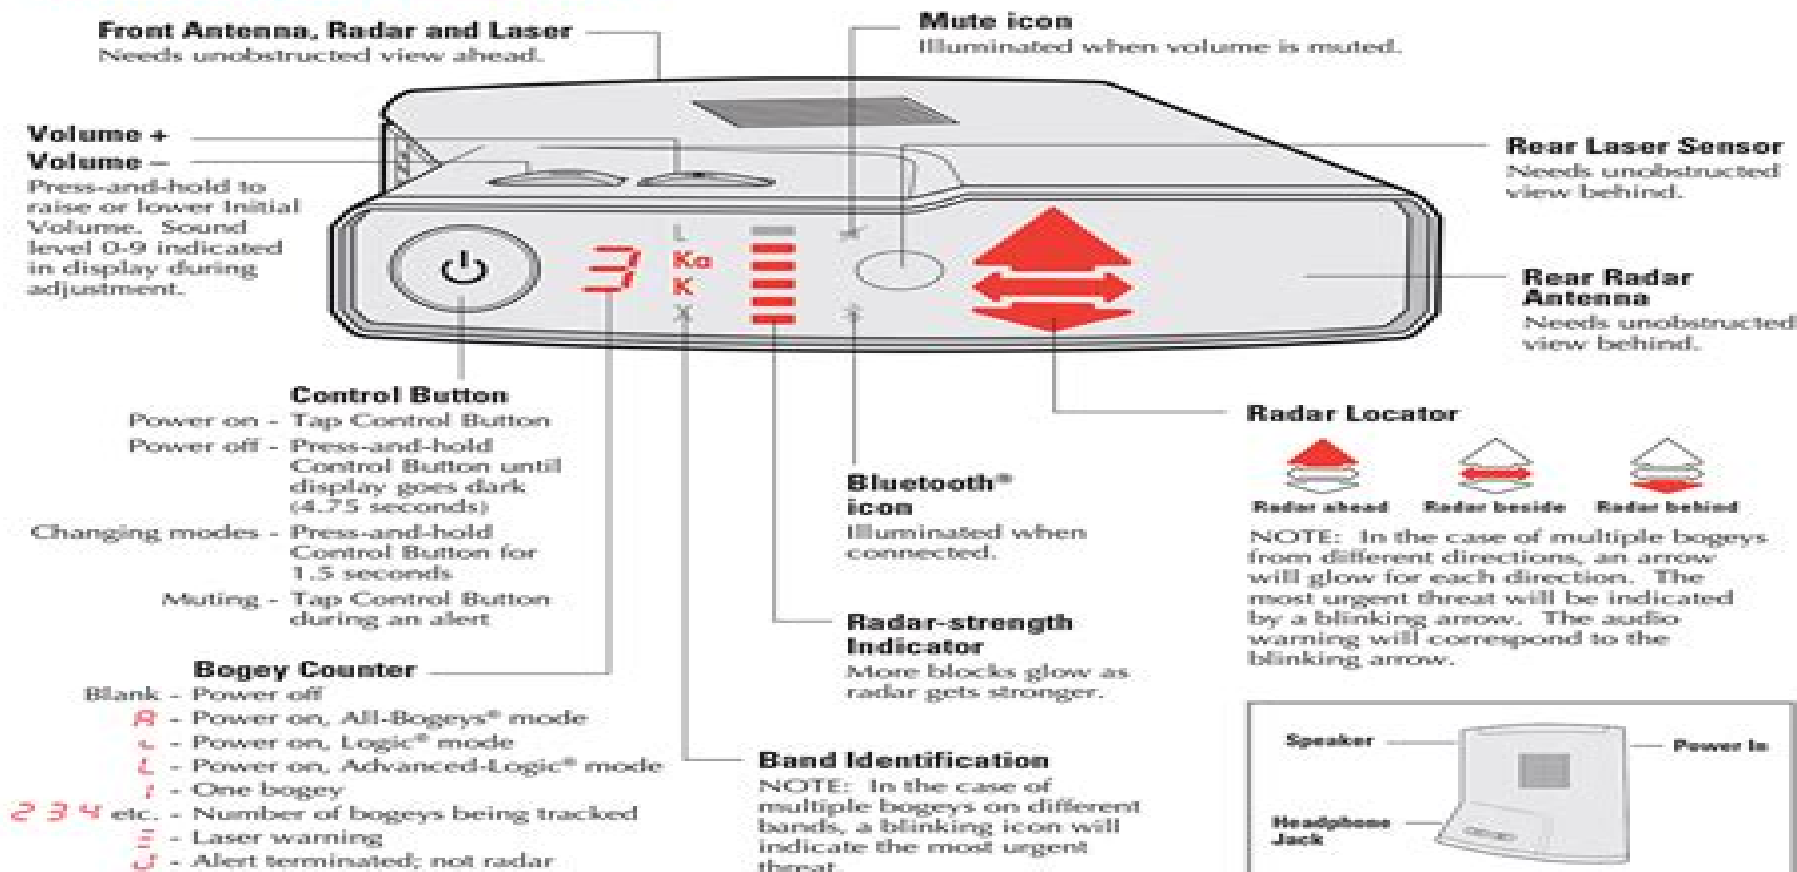 Front Antenna, Radar and Laser
Needs unobstructed view ahead.
Mute icon
Illuminated when volume is muted.
Volume +
Volume –
Press-and-hold to
raise or lower Initial
Volume. Sound
level 0-9 indicated
in display during
adjustment.
Rear Laser Sensor
Needs unobstructed
view behind.
Rear Radar
Antenna
Needs unobstructed
view behind.
3
L
Ka
K
X
Control Button
Power on - Tap Control Button
Power off - Press-and-hold
Control Button until
display goes dark
(4.75 seconds)
Changing modes - Press-and-hold
Control Button for
1.5 seconds
Muting - Tap Control Button
during an alert
Bogey Counter
Blank - Power off
A - Power on, All-Bogeys® mode
c - Power on, Logic® mode
L - Power on, Advanced-Logic® mode
1 - One bogey
2 3 4 etc. - Number of bogeys being tracked
- Laser warning
J - Alert terminated; not radar
Bluetooth®
icon
Illuminated when
connected.
Radar-strength
Indicator
More blocks glow as
radar gets stronger.
Band Identification
NOTE: In the case of
multiple bogeys on different
bands, a blinking icon will
indicate the most urgent
threat.
Radar Locator
Radar ahead Radar beside Radar behind
NOTE: In the case of multiple bogeys
from different directions, an arrow
will glow for each direction. The
most urgent threat will be indicated
by a blinking arrow. The audio
warning will correspond to the
blinking arrow.
Speaker
Power In
Headphone
Jack